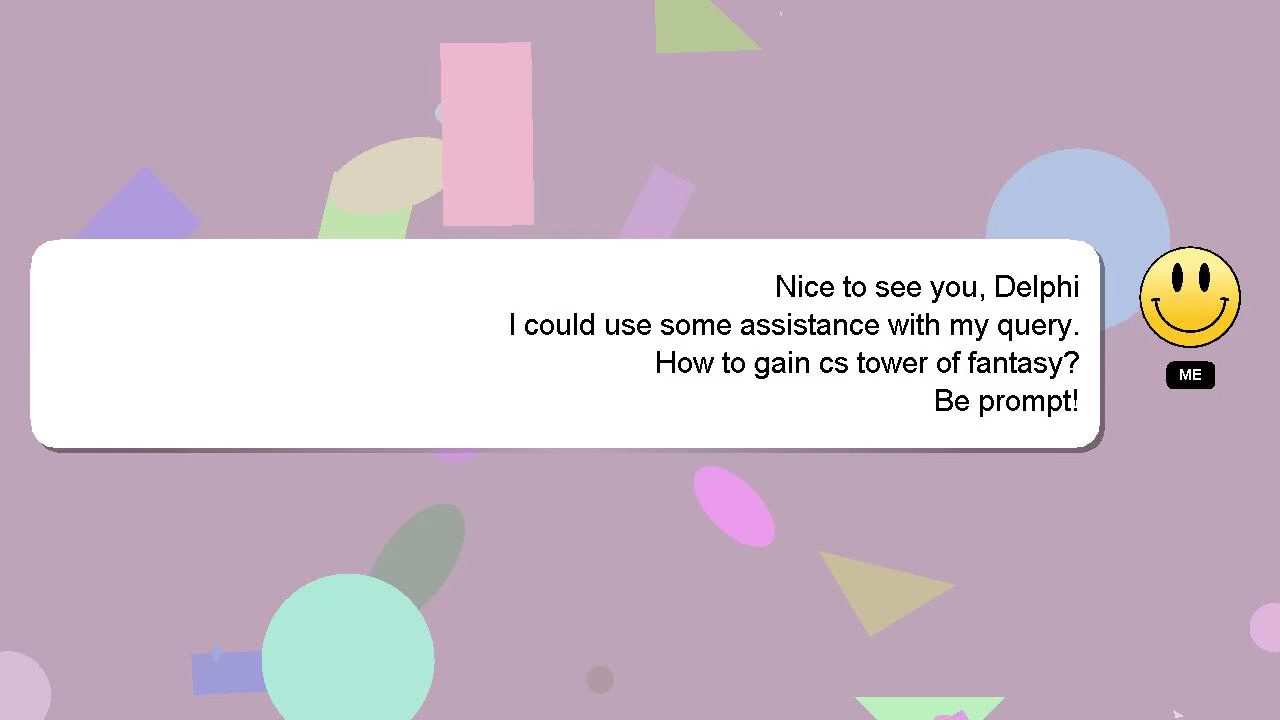 Nice to see you, Delphi
I could use some assistance with my query.
How to gain cs tower of fantasy?
Be prompt!
ME